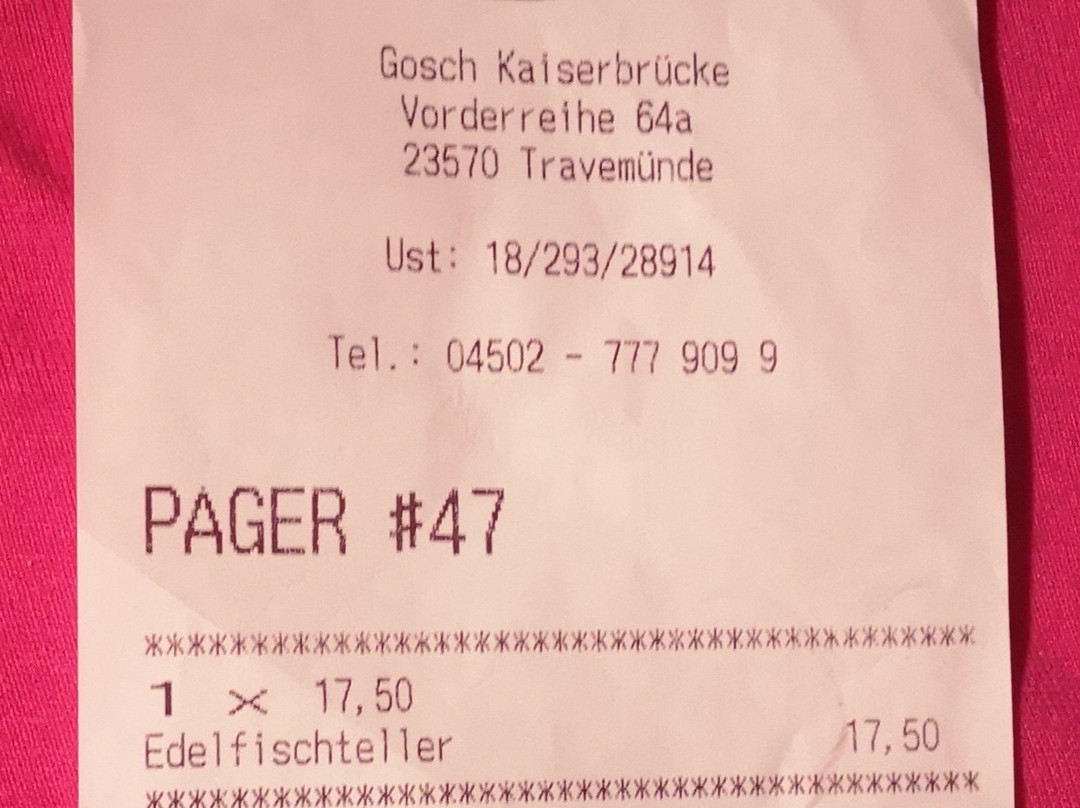 Gosch Kaiserbrücke
Vorderreihe 64a
23570 Travemünde
Ust: 18/293/28914
Tel.: 04502 - 777 909 9
PAGER #47
******************************************
1 x 17,50
Edelfischteller 17,50
******************************************